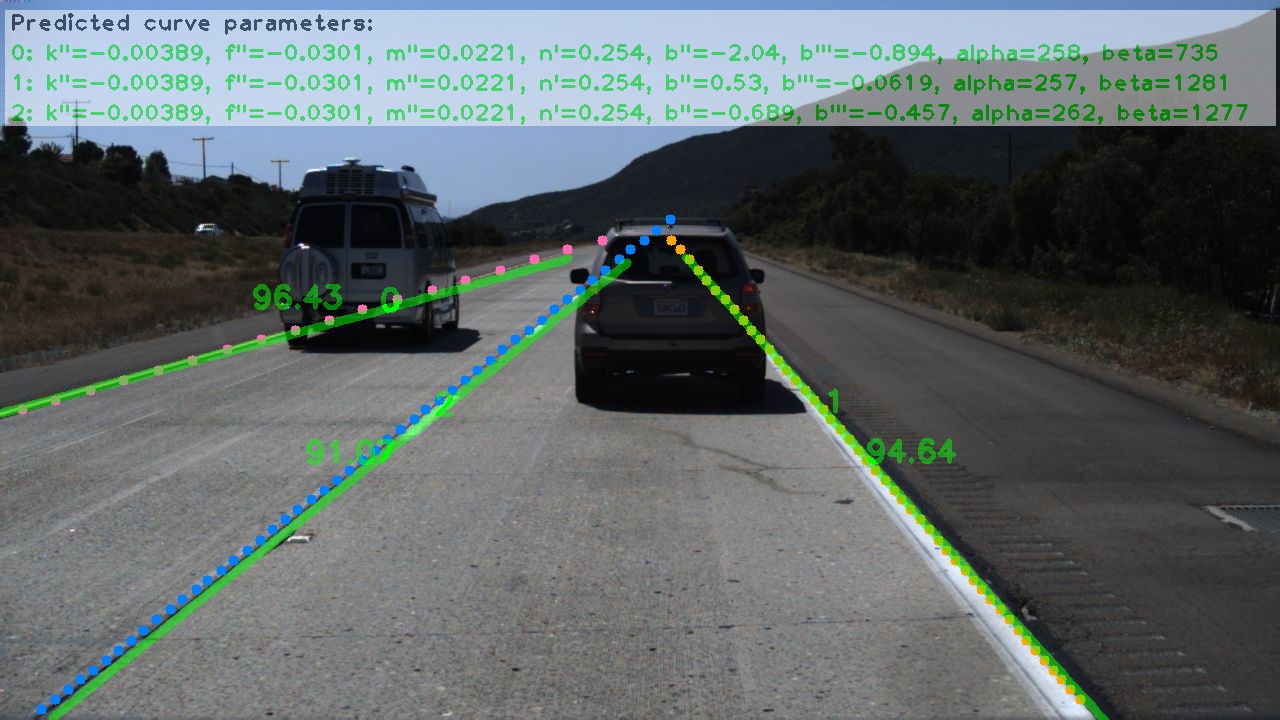 Predicted curve parameters:
0: k''=-0.00389, f''=-0.0301, m''=0.0221, n'=0.254, b''=-2.04, b'''=-0.894, alpha=258, beta=735
1: k''=-0.00389, f''=-0.0301, m''=0.0221, n'=0.254, b''=0.53, b'''=-0.0619, alpha=257, beta=1281
2: k''=-0.00389, f''=-0.0301, m''=0.0221, n'=0.254, b''=-0.689, b'''=-0.457, alpha=262, beta=1277
96.43 0
1
2
94.64